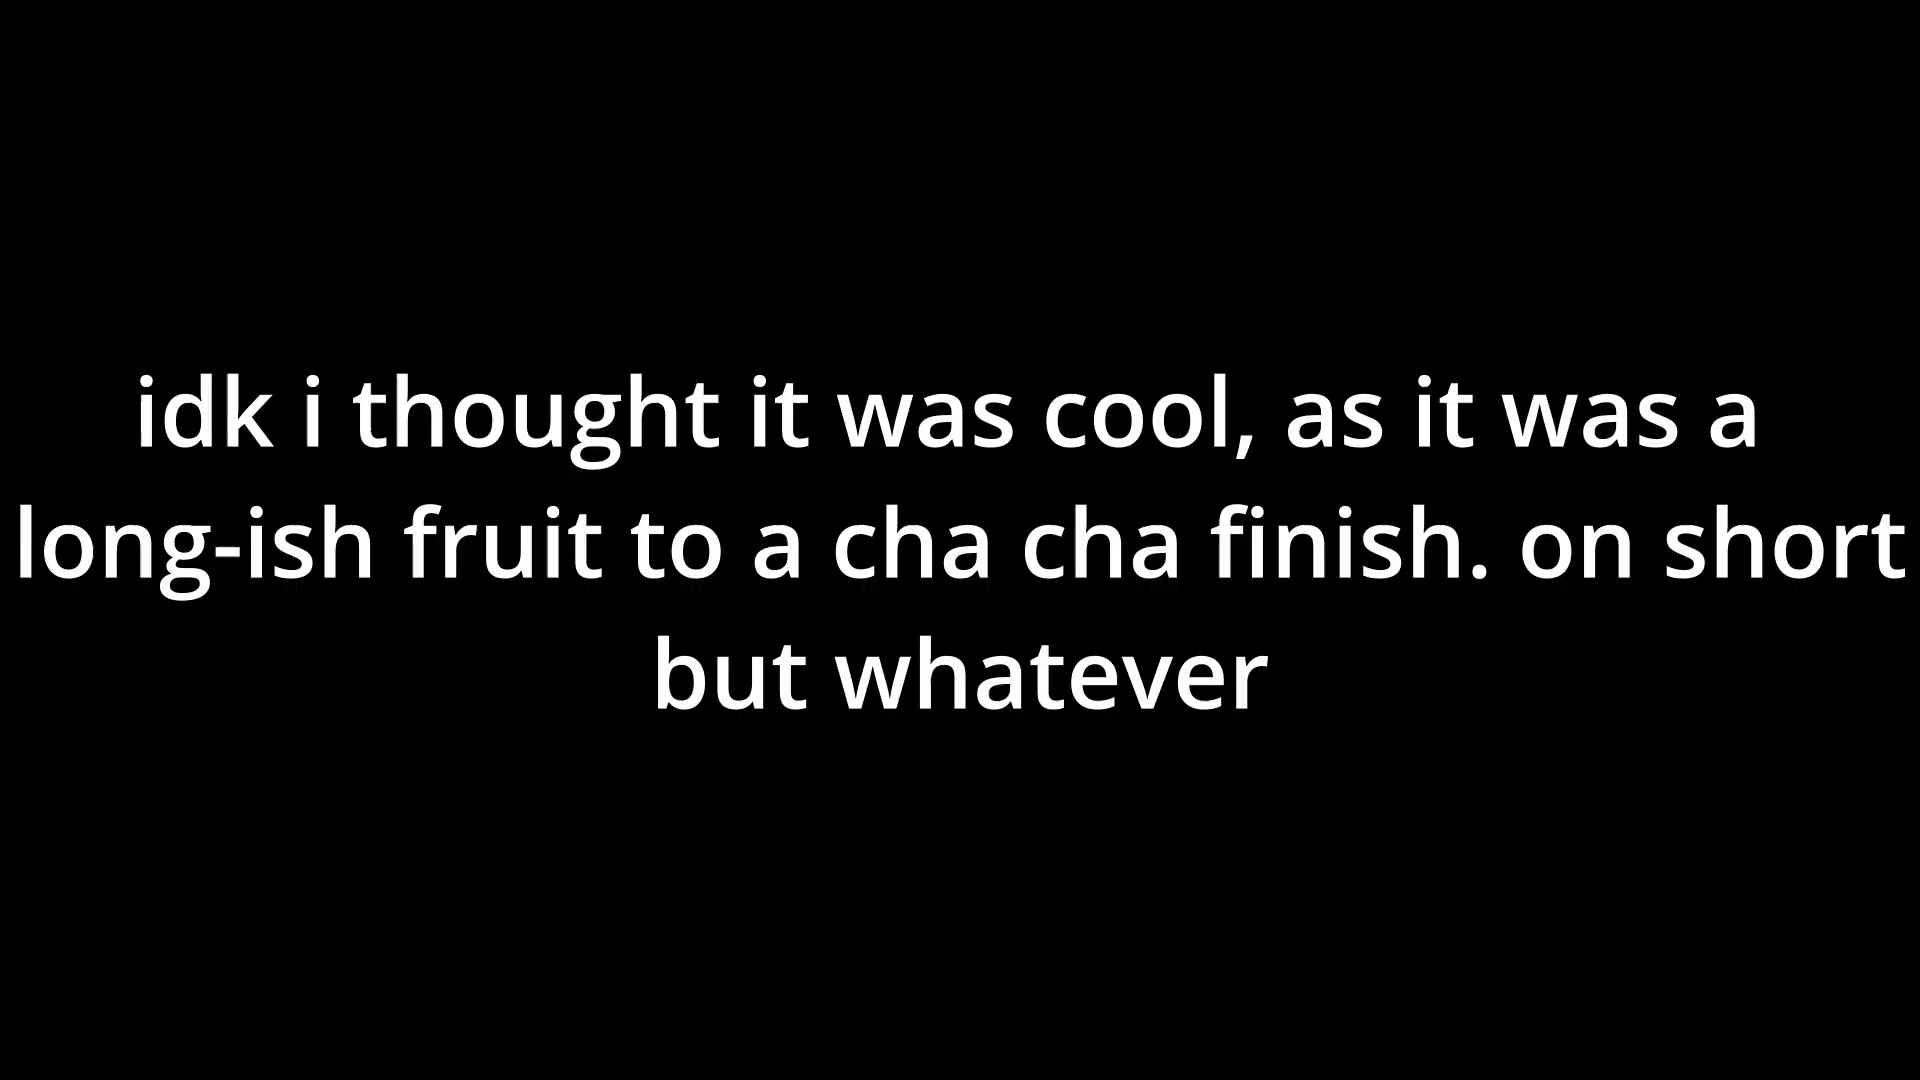 idk i thought it was cool, as it was a
long-ish fruit to a cha cha finish. on short
but whatever